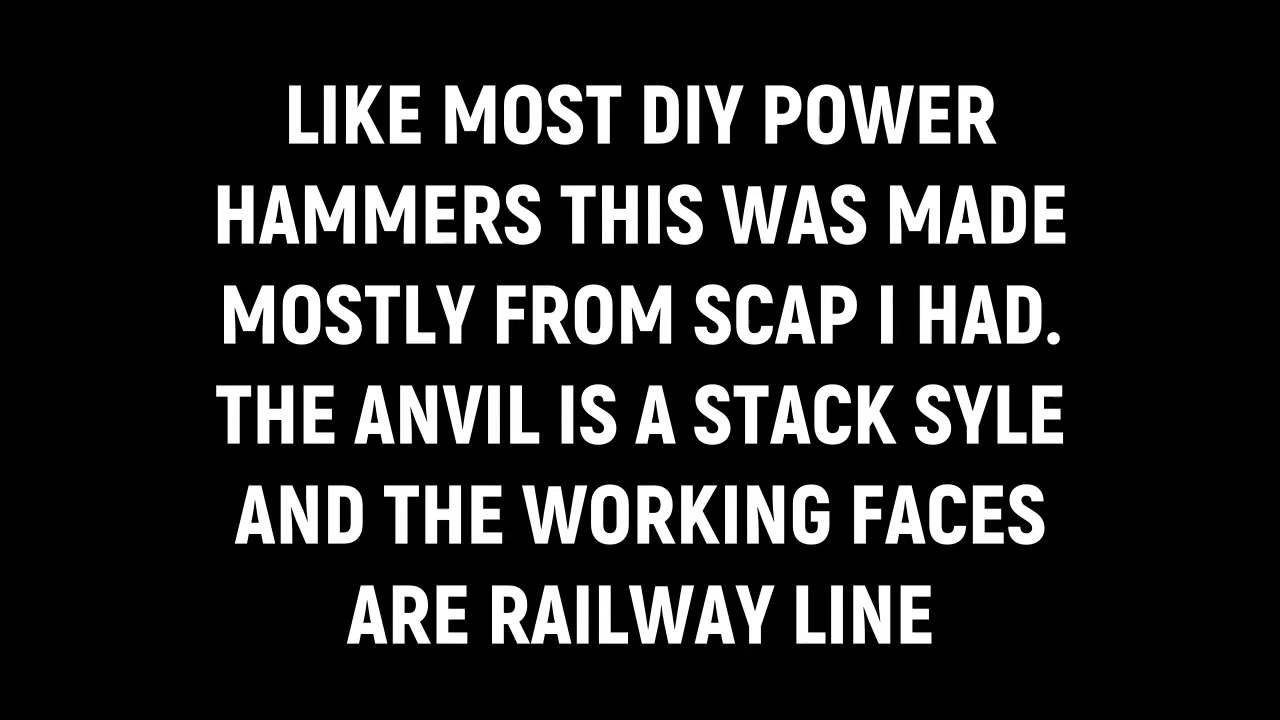 LIKE MOST DIY POWER
HAMMERS THIS WAS MADE
MOSTLY FROM SCAP I HAD.
THE ANVIL IS A STACK SYLE
AND THE WORKING FACES
ARE RAILWAY LINE